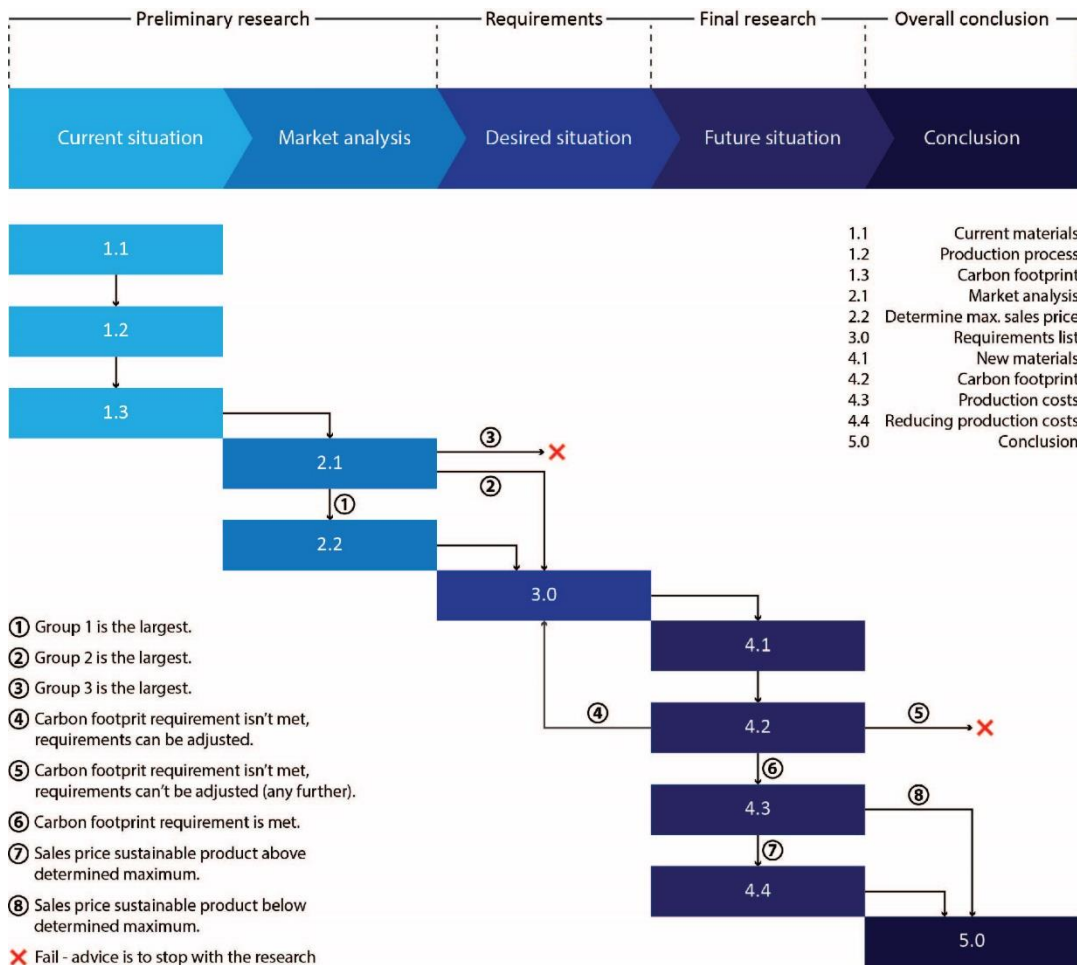 Preliminary research
Requirements
Final research
Overall conclusion
Current situation
Market analysis
Desired situation
Future situation
Conclusion
1.1
1.2
1.3
2.1
2.2
3.0
4.1
4.2
4.3
4.4
5.0
③
②
①
④
⑤
⑥
⑧
⑦
1.1 Current materials
1.2 Production process
1.3 Carbon footprint
2.1 Market analysis
2.2 Determine max. sales price
3.0 Requirements list
4.1 New materials
4.2 Carbon footprint
4.3 Production costs
4.4 Reducing production costs
5.0 Conclusion
① Group 1 is the largest.
② Group 2 is the largest.
③ Group 3 is the largest.
④ Carbon footprit requirement isn't met,
requirements can be adjusted.
⑤ Carbon footprit requirement isn't met,
requirements can't be adjusted (any further).
⑥ Carbon footprint requirement is met.
⑦ Sales price sustainable product above
determined maximum.
⑧ Sales price sustainable product below
determined maximum.
Fail - advice is to stop with the research